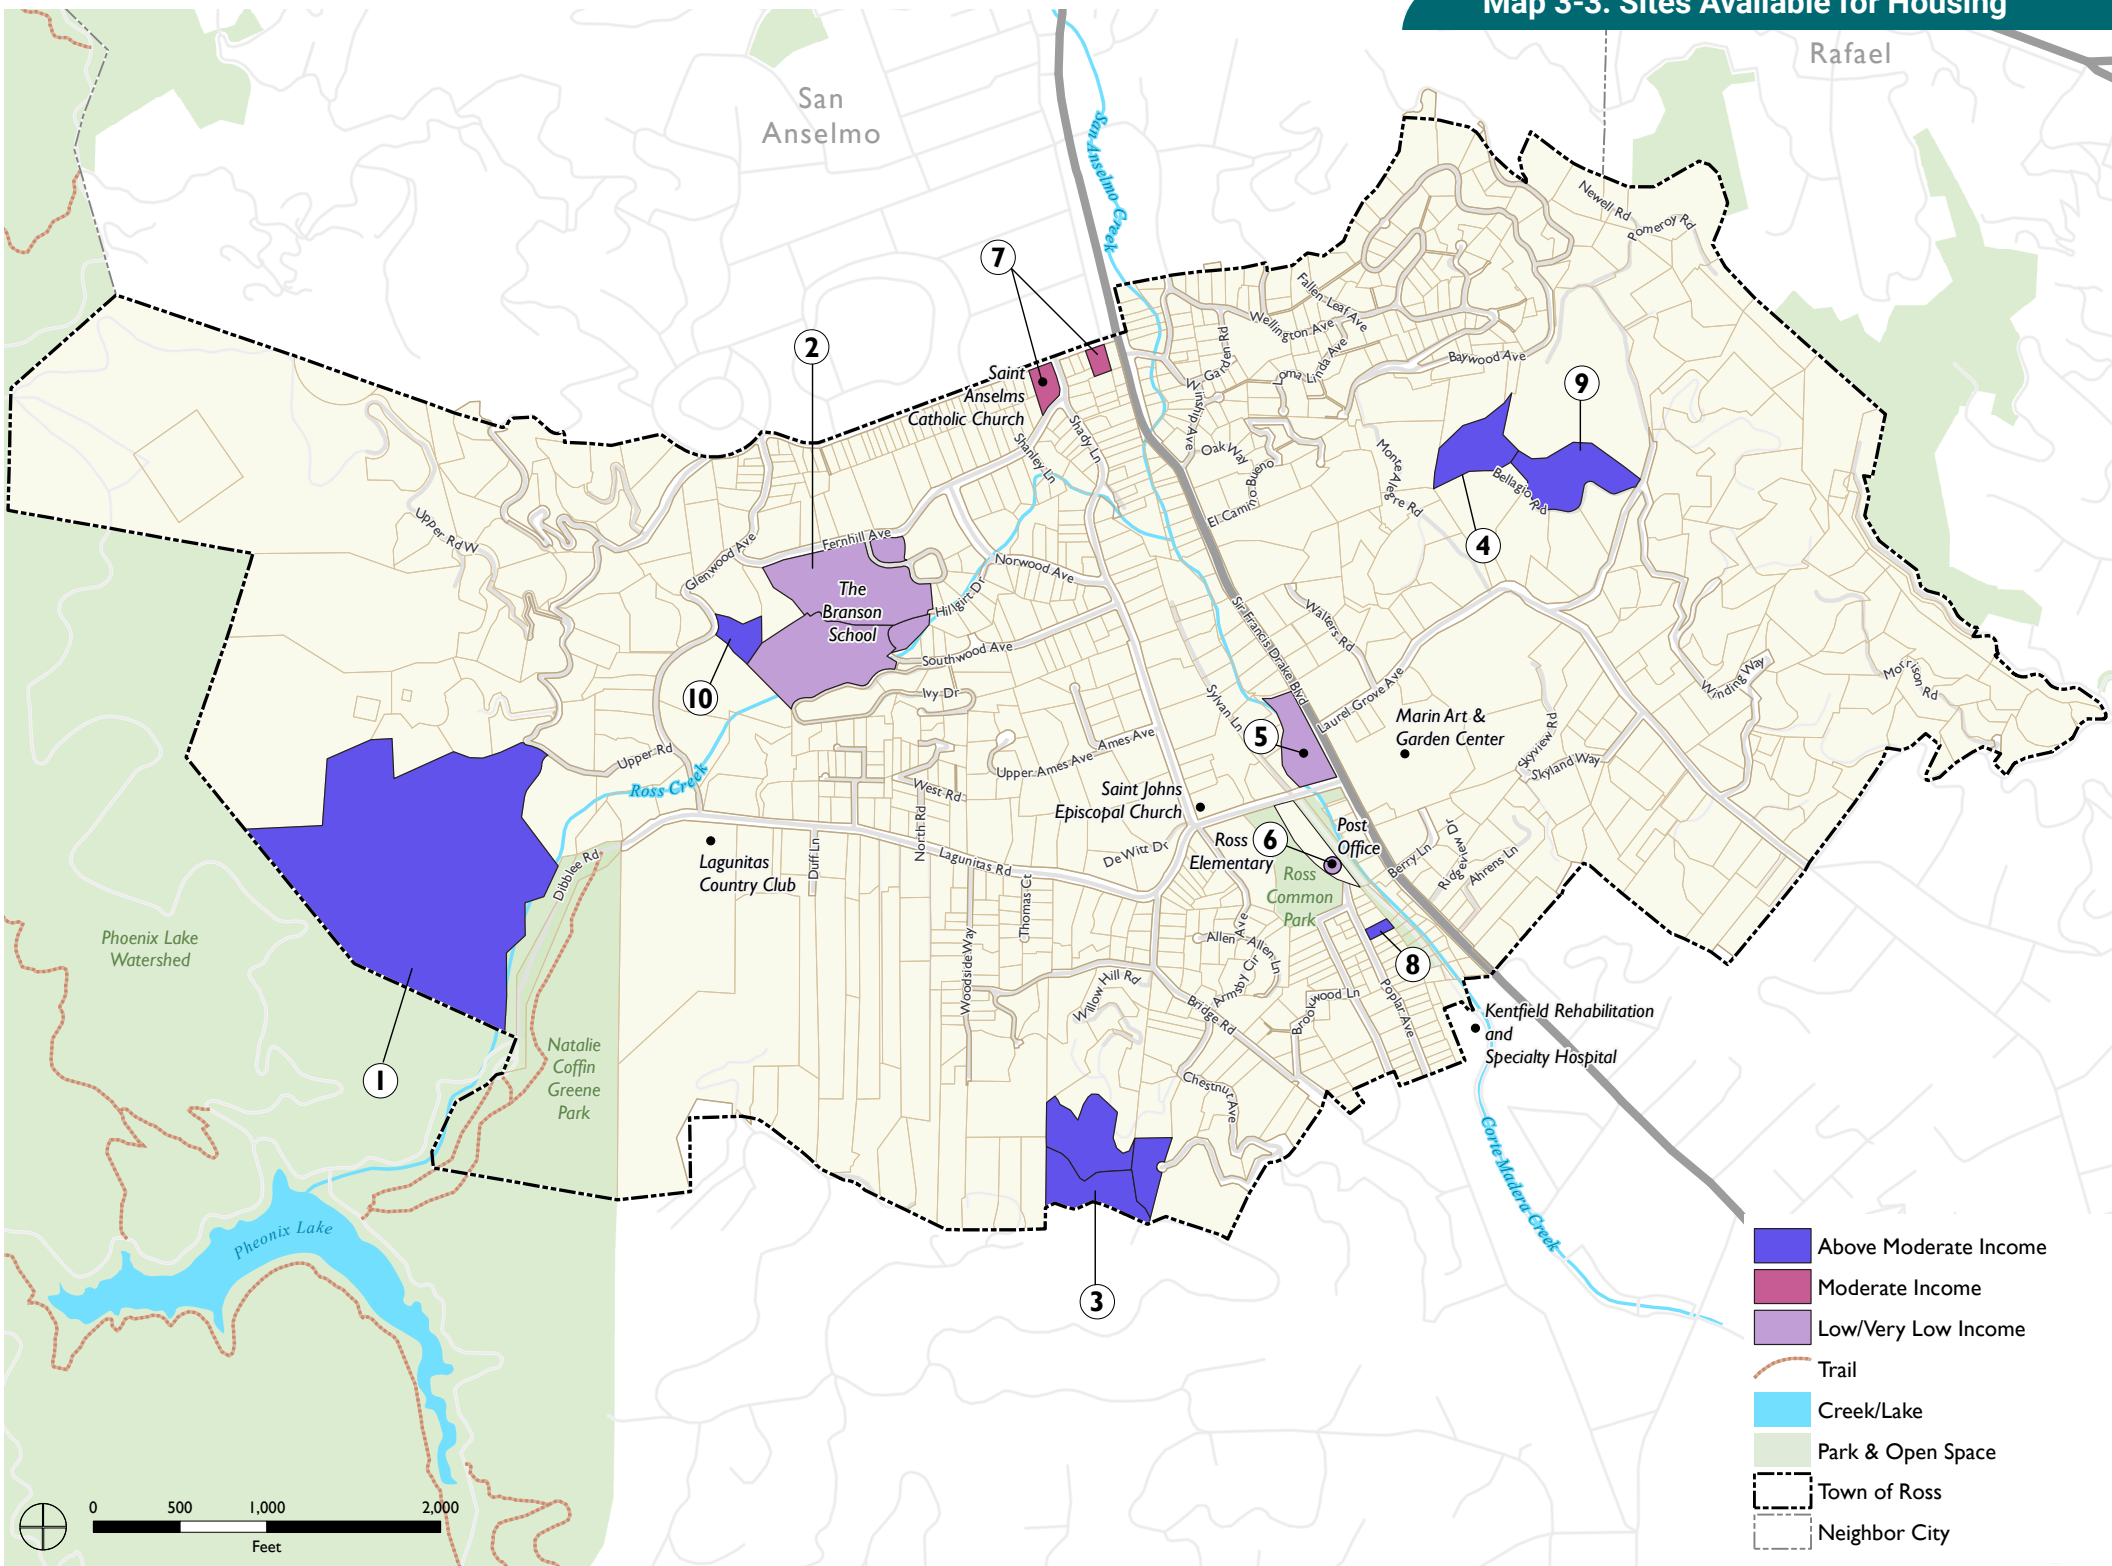 Map 3-3. Sites Available for Housing
Rafael
San
Anselmo
San Anselmo Creek
Newell Rd
Pomeroy Rd
7
Fallen Leaf Ave
Wellington Ave
Garden Rd
Loma Linda Ave
Winship Ave
Baywood Ave
2
9
Saint
Anselms
Catholic Church
Shady Ln
Shanley Ln
Oak Way
El Camino Bueno
Monte Alegre Rd
Bellagio Rd
4
Upper Rd W
Glenwood Ave
Fernhill Ave
Norwood Ave
The
Branson
School
Hillgirt Dr
Southwood Ave
Ivy Dr
10
Sir Francis Drake Blvd
Walters Rd
Laurel Grove Ave
Winding Way
Morrison Rd
Sylvan Ln
5
Marin Art &
Garden Center
Skyview Rd
Skyland Way
Upper Rd
Ross Creek
Ames Ave
Upper Ames Ave
West Rd
North Rd
Saint Johns
Episcopal Church
Lagunitas
Country Club
Duff Ln
Lagunitas Rd
De Witt Dr
Ross
Elementary
6
Post
Office
Berry Ln
Ridgeview Dr
Ahrens Ln
Ross
Common
Park
Dibblee Rd
Thomas Ct
Woodside Way
Allen Ave
Allen Ln
Armsby Cir
8
Phoenix Lake
Watershed
Willow Hill Rd
Bridge Rd
Brookwood Ln
Poplar Ave
Kentfield Rehabilitation
and
Specialty Hospital
Natalie
Coffin
Greene
Park
1
Chestnut Ave
Corte Madera Creek
Pheonix Lake
3
Above Moderate Income
Moderate Income
Low/Very Low Income
Trail
Creek/Lake
Park & Open Space
Town of Ross
Neighbor City
0 500 1,000 2,000
Feet